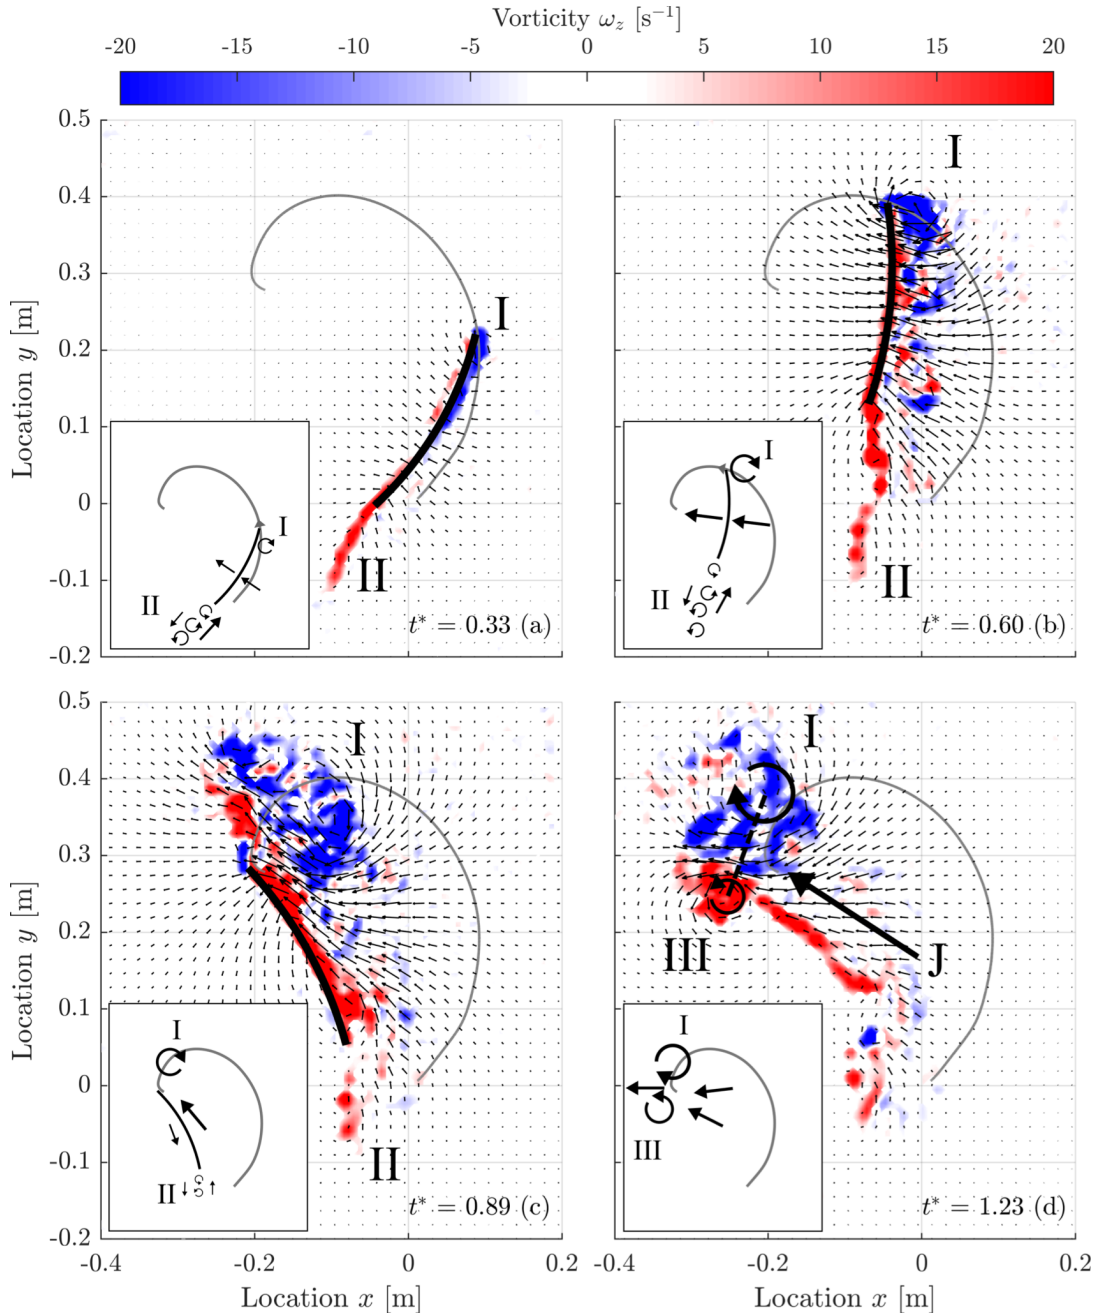 Vorticity ω_z [s⁻¹]
-20 -15 -10 -5 0 5 10 15 20
0.5
0.4
0.3
0.2
0.1
0
-0.1
-0.2
Location y [m]
I
II
I
II
t* = 0.33 (a)
I
II
I
II
t* = 0.60 (b)
0.5
0.4
0.3
0.2
0.1
0
-0.1
-0.2
Location y [m]
I
II
I
II
t* = 0.89 (c)
I
III
J
I
III
t* = 1.23 (d)
-0.4 -0.2 0 0.2
-0.4 -0.2 0 0.2
Location x [m]
Location x [m]